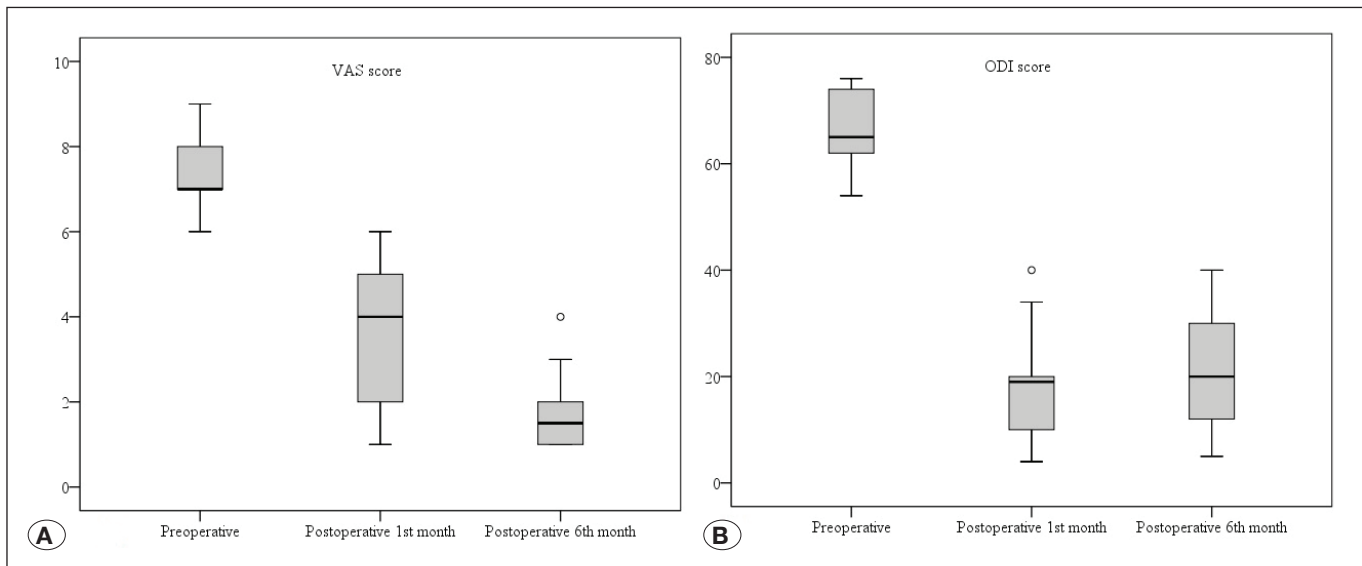 VAS score
10
8
6
4
2
0
Preoperative Postoperative 1st month Postoperative 6th month
A
ODI score
80
60
40
20
0
Preoperative Postoperative 1st month Postoperative 6th month
B